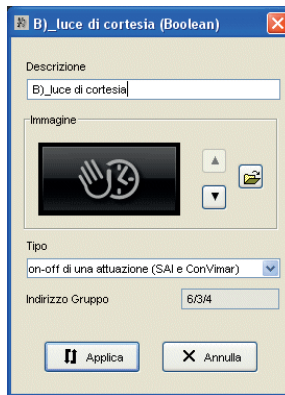 B)_luce di cortesia (Boolean)
Descrizione
B)_luce di cortesia
Immagine
Tipo
on-off di una attuazione (SAI e ConVimar)
Indirizzo Gruppo 6/3/4
Applica Annulla